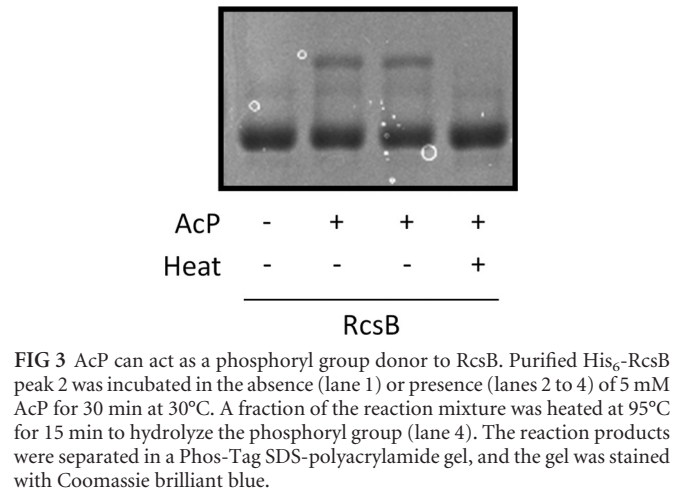 AcP - + + +
Heat - - - +
RcsB
FIG 3 AcP can act as a phosphoryl group donor to RcsB. Purified His6-RcsB
peak 2 was incubated in the absence (lane 1) or presence (lanes 2 to 4) of 5 mM
AcP for 30 min at 30°C. A fraction of the reaction mixture was heated at 95°C
for 15 min to hydrolyze the phosphoryl group (lane 4). The reaction products
were separated in a Phos-Tag SDS-polyacrylamide gel, and the gel was stained
with Coomassie brilliant blue.